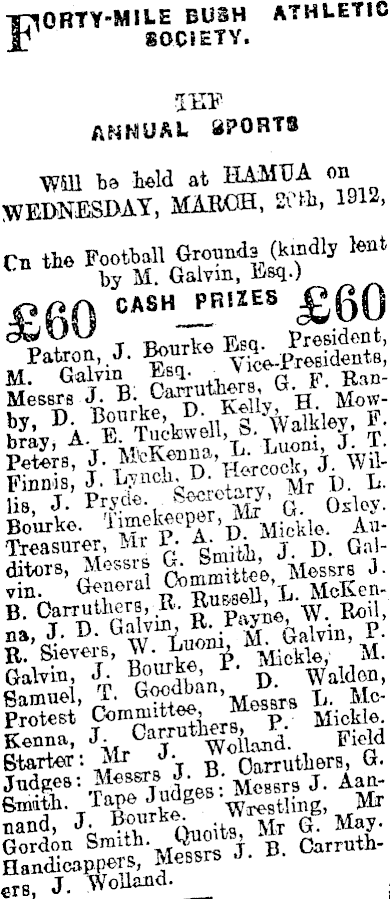 FORTY-MILE BUSH ATHLETIC
SOCIETY.
THE
ANNUAL SPORTS
Will be held at HAMUA on
WEDNESDAY, MARCH, 20th, 1912,
On the Football Grounds (kindly lent
by M. Galvin, Esq.)
£60 CASH PRIZES £60
Patron, J. Bourke Esq. President,
M. Galvin Esq. Vice-Presidents,
Messrs J. B. Carruthers, G. F. Ran-
by, D. Bourke, D. Kelly, H. Mow-
bray, A. E. Tuckwell, S. Walkley, F.
Peters, J. McKenna, L. Luoni, J. T.
Finnis, J. Lynch, D. Hercock, J. Wil-
lis, J. Pryde. Secretary, Mr D. L.
Bourke. Timekeeper, Mr G. Oxley.
Treasurer, Mr P. A. D. Mickle. Au-
ditors, Messrs G. Smith, J. D. Gal-
vin. General Committee, Messrs J.
B. Carruthers, R. Russell, L. McKen-
na, J. D. Galvin, R. Payne, W. Roil,
R. Sievers, W. Luoni, M. Galvin, P.
Galvin, J. Bourke, P. Mickle, M.
Samuel, T. Goodban, D. Waldon,
Protest Committee, Messrs L. Mc-
Kenna, J. Carruthers, P. Mickle.
Starter: Mr J. Wolland. Field
Judges: Messrs J. B. Carruthers, G.
Smith. Tape Judges: Messrs J. Aan-
nand, J. Bourke. Wrestling, Mr
Gordon Smith. Quoits, Mr G. May.
Handicappers, Messrs J. B. Carruth-
ers, J. Wolland.